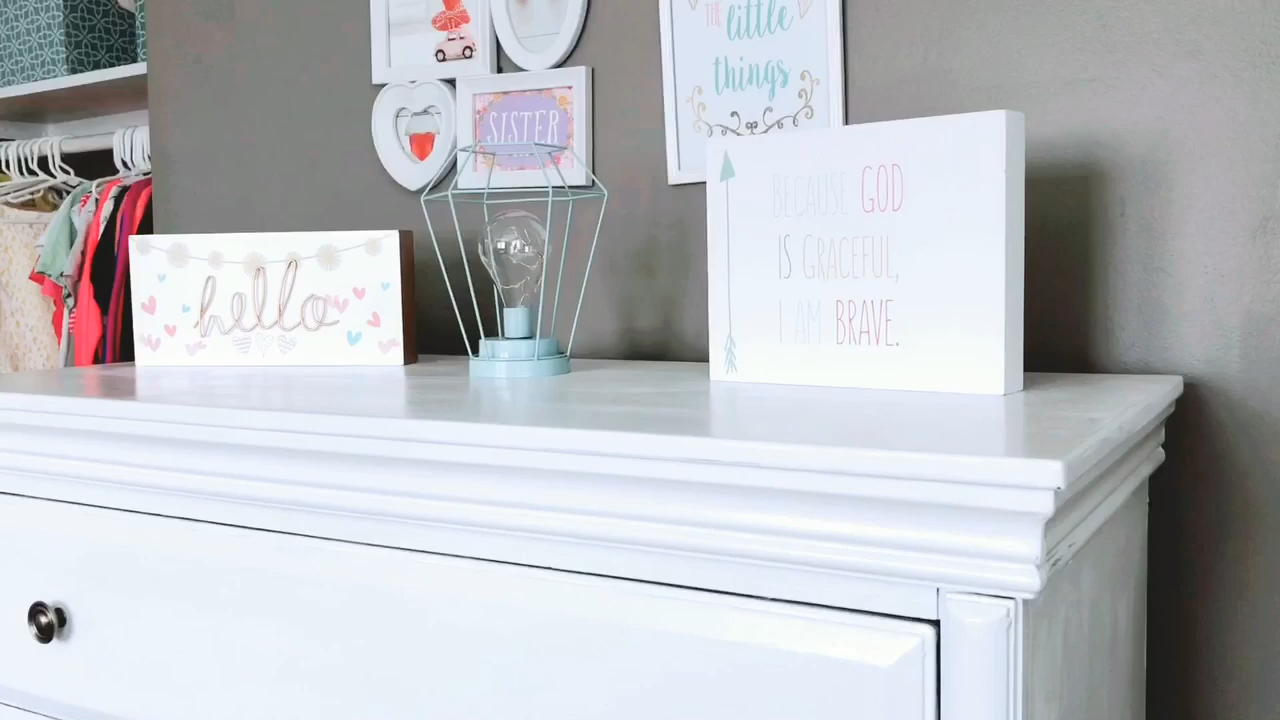 THE little
things
SISTER
hello
BECAUSE GOD
IS GRACEFUL,
I AM BRAVE.